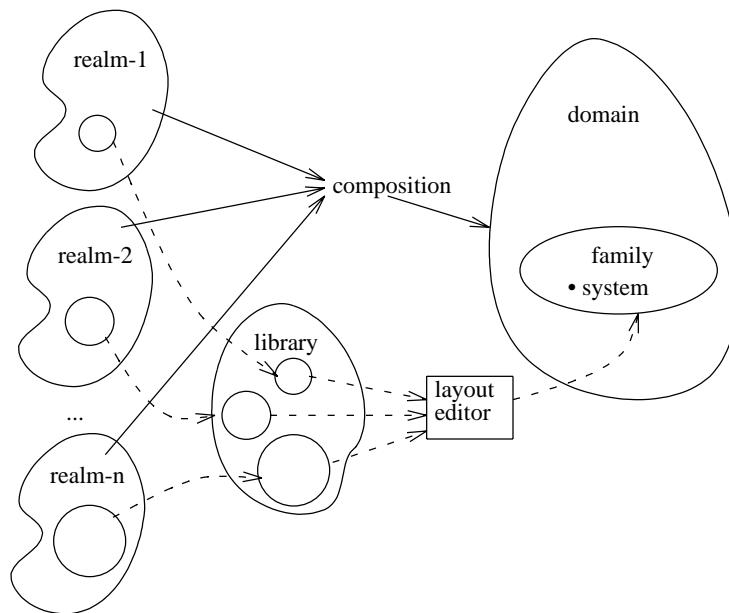 realm-1
domain
composition
realm-2
family
• system
library
layout
editor
...
realm-n